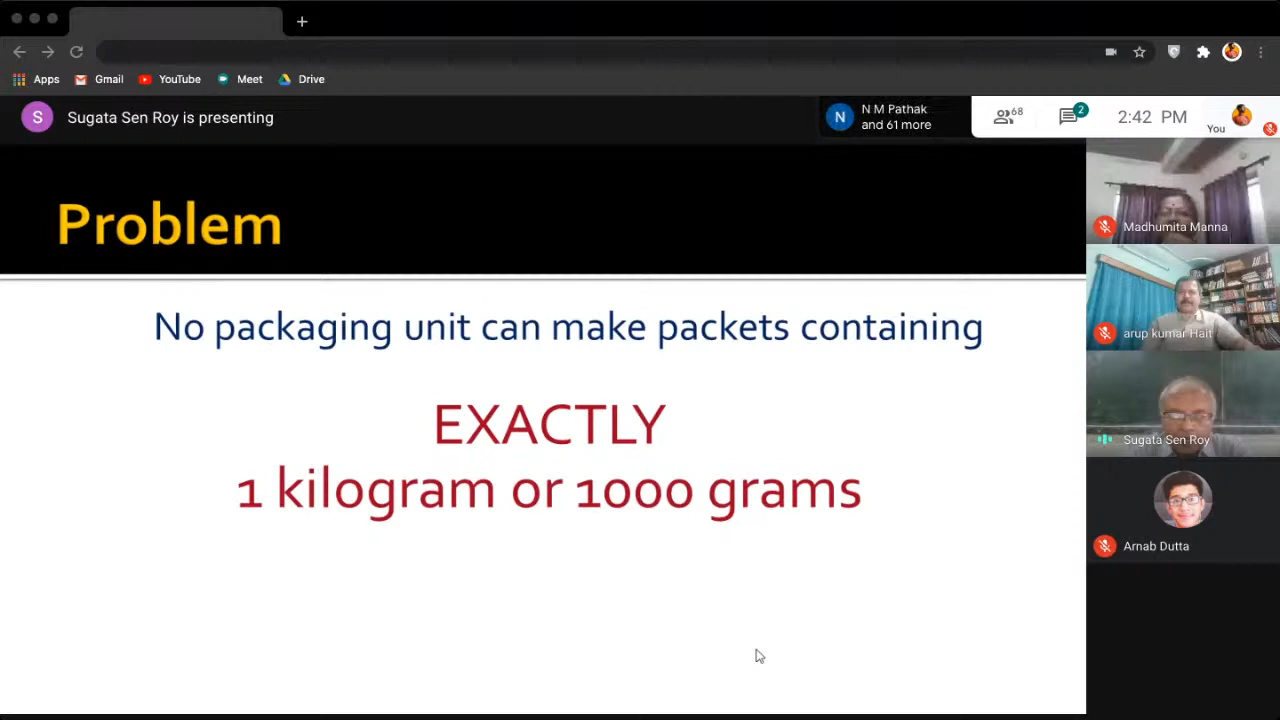 Apps Gmail YouTube Meet Drive
S Sugata Sen Roy is presenting
N N M Pathak
and 61 more
68 2 2:42 PM You
Problem
No packaging unit can make packets containing
EXACTLY
1 kilogram or 1000 grams
Madhumita Manna
arup kumar Hait
Sugata Sen Roy
Arnab Dutta